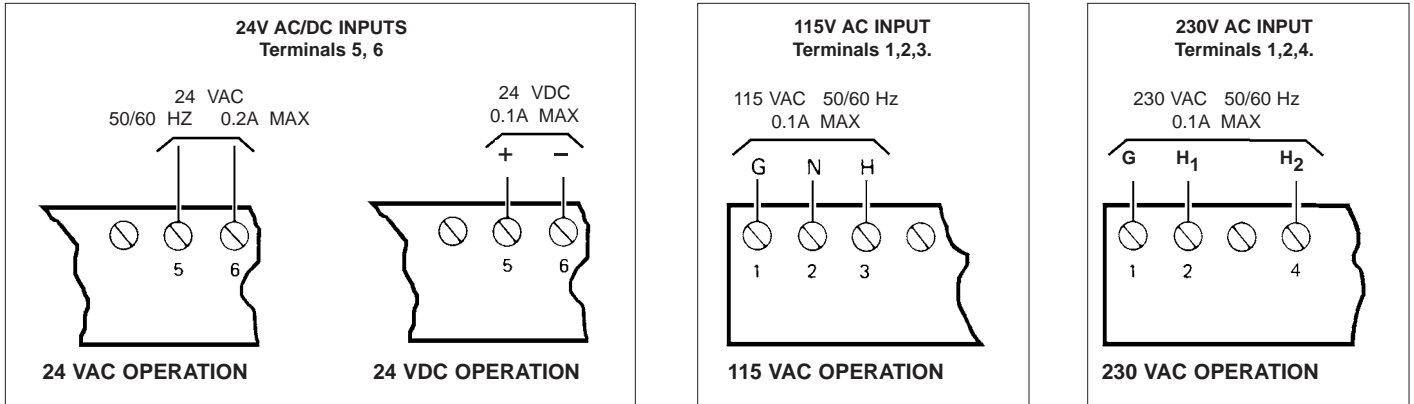 24V AC/DC INPUTS
Terminals 5, 6
24 VAC
50/60 HZ 0.2A MAX
5 6
24 VAC OPERATION
24 VDC
0.1A MAX
+ −
5 6
24 VDC OPERATION
115V AC INPUT
Terminals 1,2,3.
115 VAC 50/60 Hz
0.1A MAX
G N H
1 2 3
115 VAC OPERATION
230V AC INPUT
Terminals 1,2,4.
230 VAC 50/60 Hz
0.1A MAX
G H1 H2
1 2 4
230 VAC OPERATION